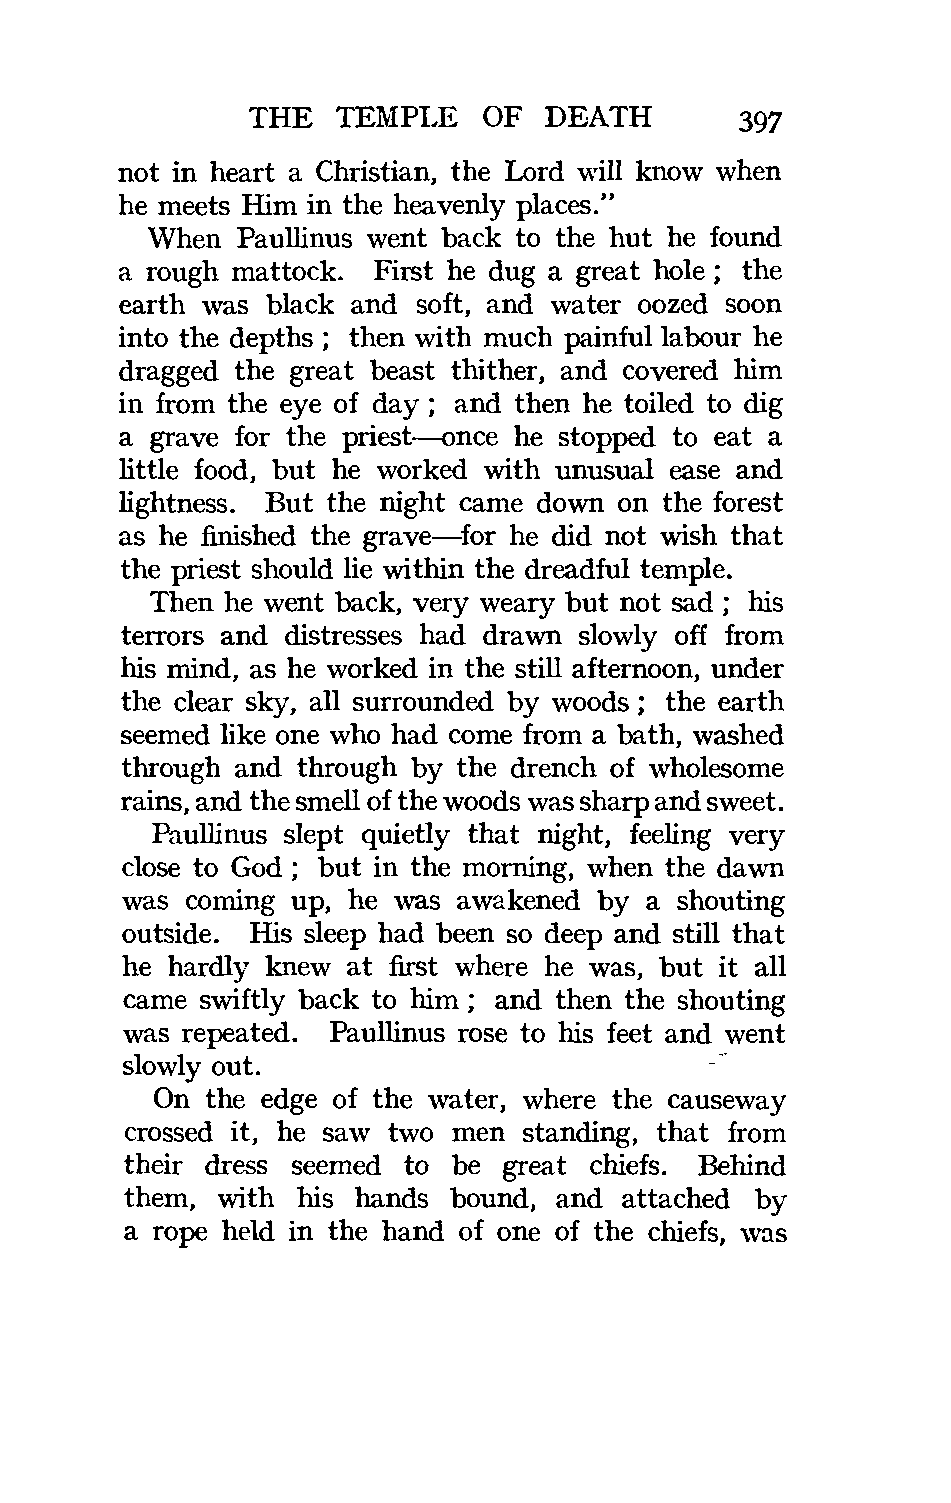 THE TEMPLE OF DEATH 397
not in heart a Christian, the Lord will know when
he meets Him in the heavenly places.”
When Paullinus went back to the hut he found
a rough mattock. First he dug a great hole ; the
earth was black and soft, and water oozed soon
into the depths ; then with much painful labour he
dragged the great beast thither, and covered him
in from the eye of day ; and then he toiled to dig
a grave for the priest—once he stopped to eat a
little food, but he worked with unusual ease and
lightness. But the night came down on the forest
as he finished the grave—for he did not wish that
the priest should lie within the dreadful temple.
Then he went back, very weary but not sad ; his
terrors and distresses had drawn slowly off from
his mind, as he worked in the still afternoon, under
the clear sky, all surrounded by woods ; the earth
seemed like one who had come from a bath, washed
through and through by the drench of wholesome
rains, and the smell of the woods was sharp and sweet.
Paullinus slept quietly that night, feeling very
close to God ; but in the morning, when the dawn
was coming up, he was awakened by a shouting
outside. His sleep had been so deep and still that
he hardly knew at first where he was, but it all
came swiftly back to him ; and then the shouting
was repeated. Paullinus rose to his feet and went
slowly out.
On the edge of the water, where the causeway
crossed it, he saw two men standing, that from
their dress seemed to be great chiefs. Behind
them, with his hands bound, and attached by
a rope held in the hand of one of the chiefs, was